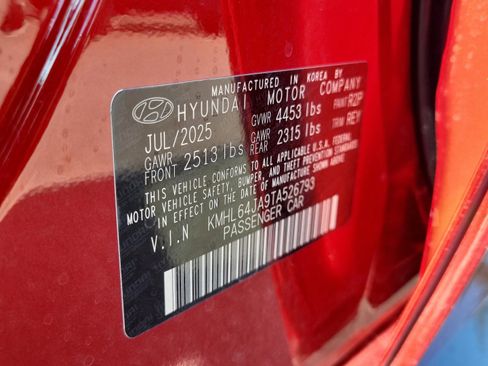 MANUFACTURED IN KOREA BY
HYUNDAI MOTOR COMPANY
JUL/2025 GVWR 4453 lbs PAINT R2P
GAWR FRONT 2513 lbs GAWR REAR 2315 lbs TRIM REY
THIS VEHICLE CONFORMS TO ALL APPLICABLE U.S.A. FEDERAL
MOTOR VEHICLE SAFETY, BUMPER, AND THEFT PREVENTION STANDARDS
IN EFFECT ON THE DATE OF MANUFACTURE SHOWN ABOVE.
V.I.N KMHL64JA9TA526793
PASSENGER CAR